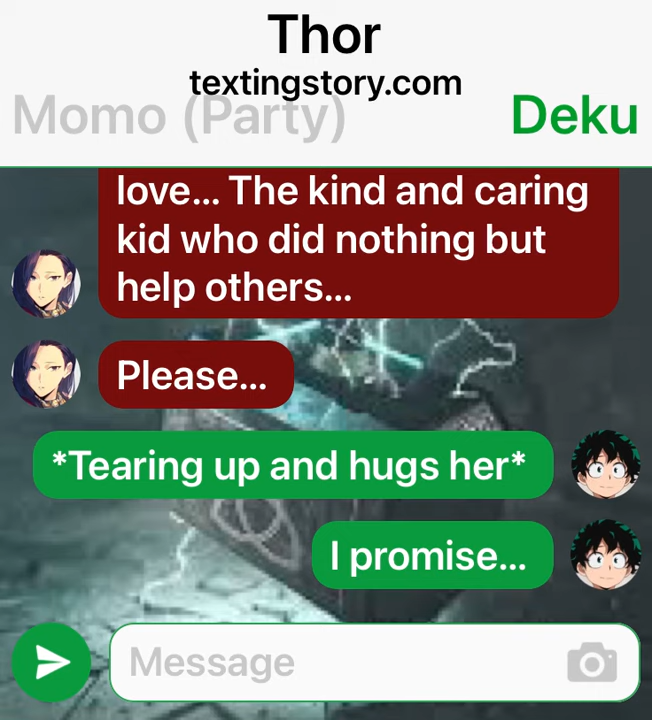 Thor
textingstory.com
Momo (Party) Deku
love... The kind and caring
kid who did nothing but
help others...
Please...
*Tearing up and hugs her*
I promise...
Message